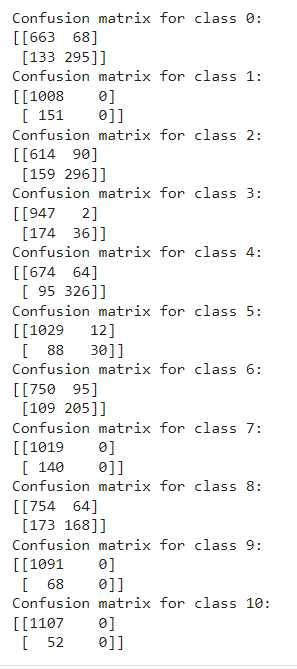 Confusion matrix for class 0:
[[663  68]
 [133 295]]
Confusion matrix for class 1:
[[1008    0]
 [ 151    0]]
Confusion matrix for class 2:
[[614  90]
 [159 296]]
Confusion matrix for class 3:
[[947   2]
 [174  36]]
Confusion matrix for class 4:
[[674  64]
 [ 95 326]]
Confusion matrix for class 5:
[[1029   12]
 [  88   30]]
Confusion matrix for class 6:
[[750  95]
 [109 205]]
Confusion matrix for class 7:
[[1019    0]
 [ 140    0]]
Confusion matrix for class 8:
[[754  64]
 [173 168]]
Confusion matrix for class 9:
[[1091    0]
 [  68    0]]
Confusion matrix for class 10:
[[1107    0]
 [  52    0]]